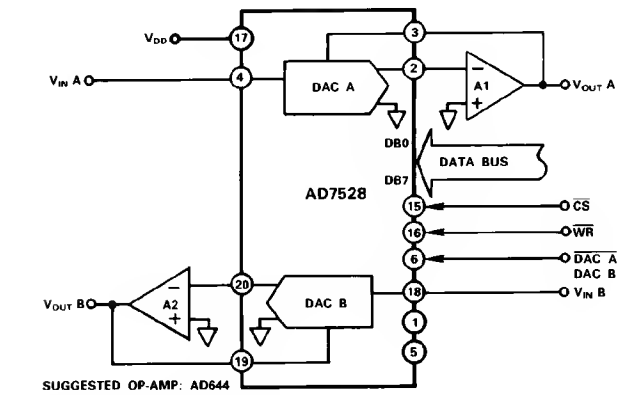 VDD
17
3
VIN A
4
DAC A
2
−
A1
+
VOUT A
DB0
DATA BUS
DB7
AD7528
15
CS
16
WR
6
DAC A
DAC B
VOUT B
−
A2
+
20
DAC B
18
VIN B
1
19
5
SUGGESTED OP-AMP: AD644